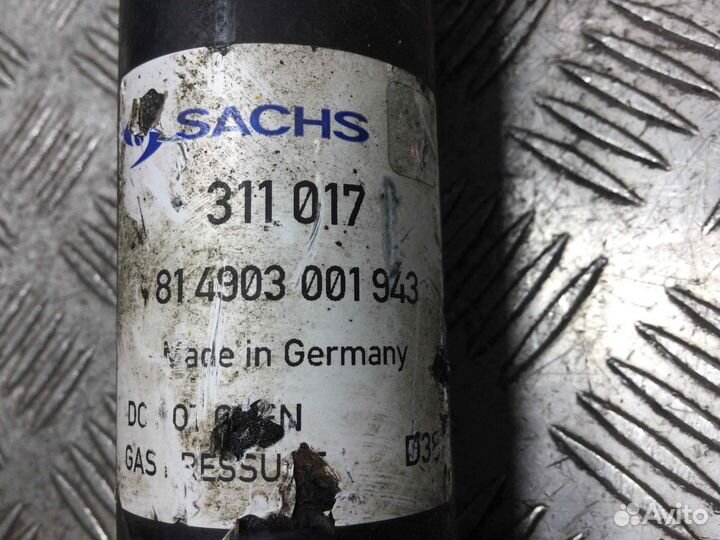 SACHS
311 017
81 4903 001 943
Made in Germany
GAS
Avito